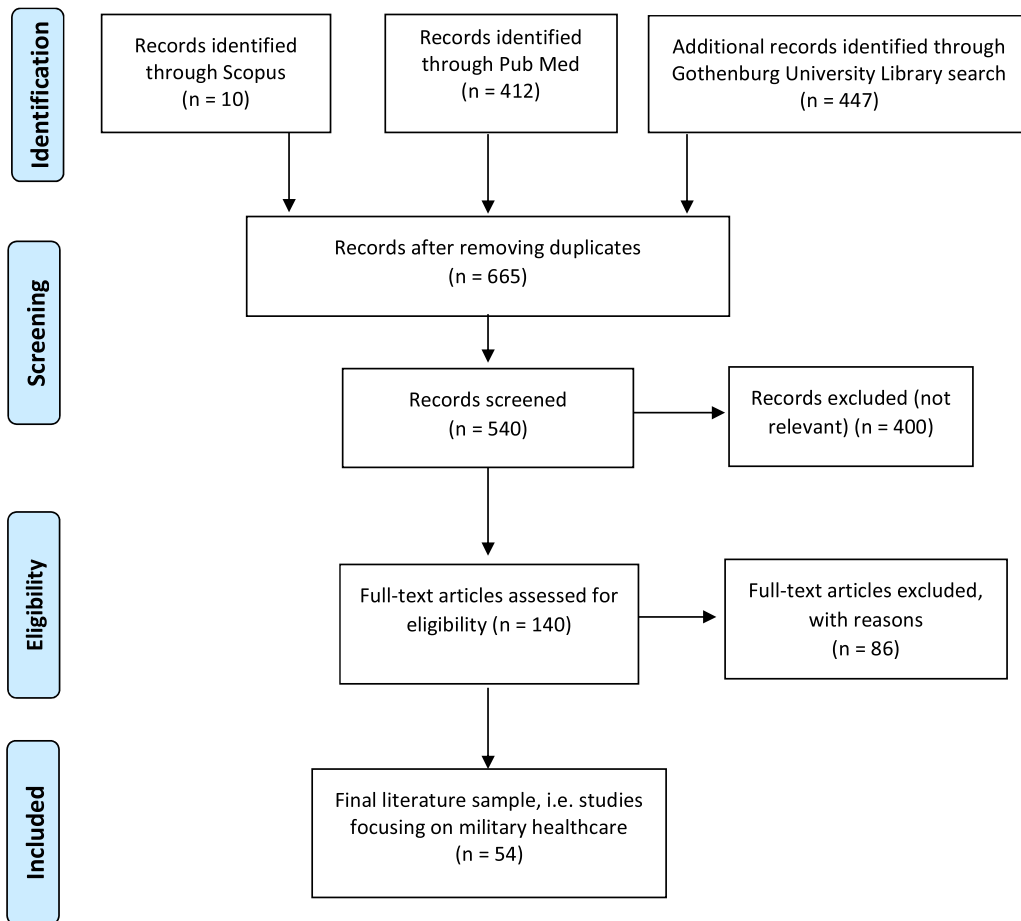 Identification
Records identified
through Scopus
(n = 10)
Records identified
through Pub Med
(n = 412)
Additional records identified through
Gothenburg University Library search
(n = 447)
Screening
Records after removing duplicates
(n = 665)
Records screened
(n = 540)
Records excluded (not
relevant) (n = 400)
Eligibility
Full-text articles assessed for
eligibility (n = 140)
Full-text articles excluded,
with reasons
(n = 86)
Included
Final literature sample, i.e. studies
focusing on military healthcare
(n = 54)